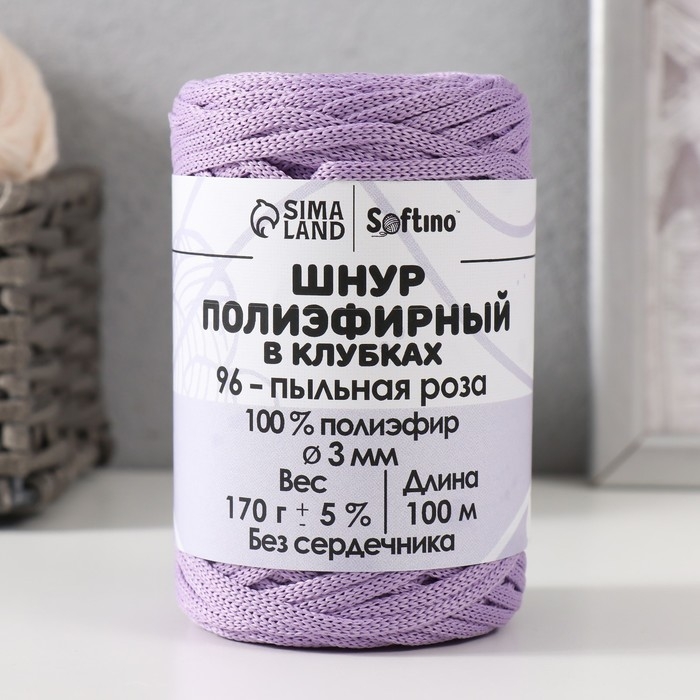 SIMA LAND | Softino™
ШНУР
ПОЛИЭФИРНЫЙ
В КЛУБКАХ
96 – пыльная роза
100 % полиэфир
ø 3 мм
Вес | Длина
170 г ± 5 % | 100 м
Без сердечника